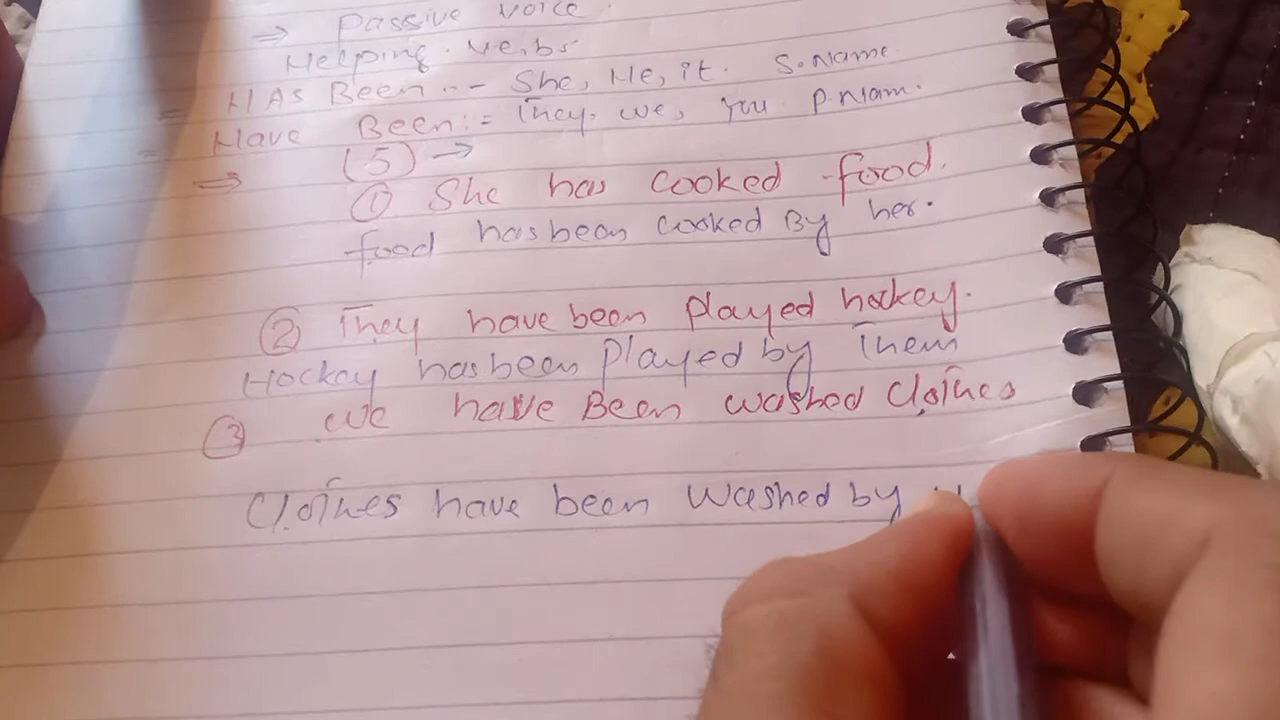 ⇒ Passive voice
Helping verbs
= HAS Been :- She, He, it. S.Name
- Have Been := They, we, you P.Nam.
⇒ (5) →
① She has cooked food.
food has been cooked By her.
② They have been played hockey.
Hockey has been played by Them
③ we have Been washed Clothes
Clothes have been washed by